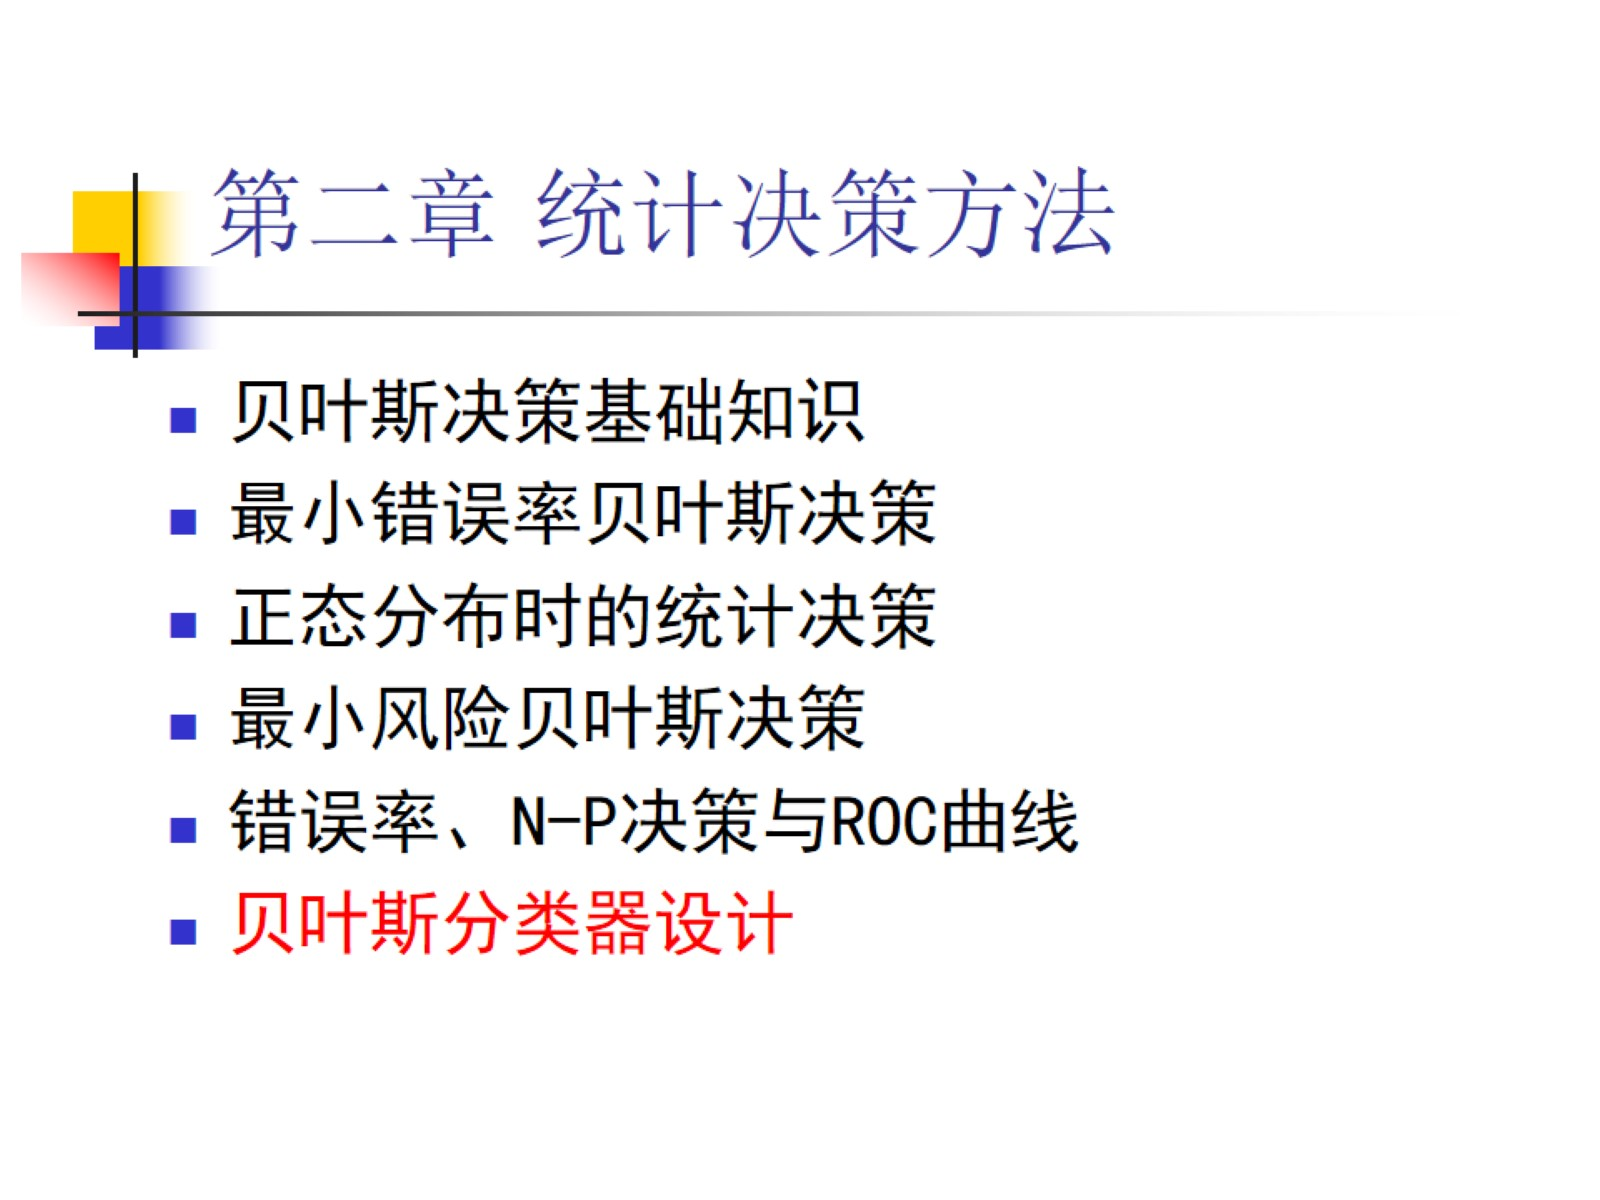 第二章 统计决策方法
贝叶斯决策基础知识
最小错误率贝叶斯决策
正态分布时的统计决策
最小风险贝叶斯决策
错误率、N-P决策与ROC曲线
贝叶斯分类器设计